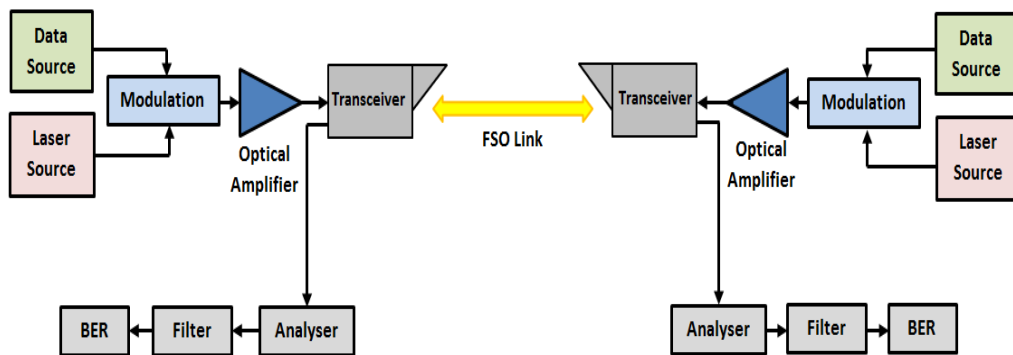 Data
Source
Modulation
Laser
Source
Optical
Amplifier
Transceiver
FSO Link
Transceiver
Optical
Amplifier
Modulation
Data
Source
Laser
Source
BER
Filter
Analyser
Analyser
Filter
BER